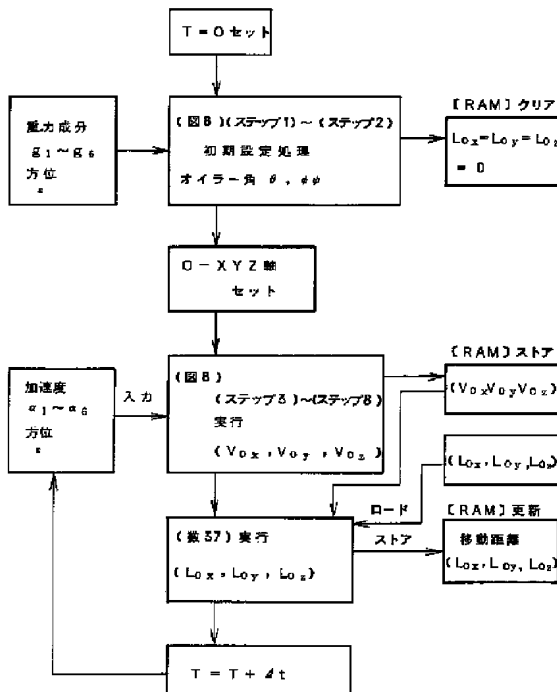 T=0セット
重力成分
g1～g6
方位
ε
(図8)(ステップ1)～(ステップ2)
初期設定処理
オイラー角 θ，φψ
[RAM]クリア
Lox=Loy=Loz
=0
O-XYZ軸
セット
加速度
α1～α6
方位
ε
入力
(図8)
(ステップ3)～(ステップ8)
実行
(Vox，Voy，Voz)
[RAM]ストア
(VoxVoyVoz)
(Lox，Loy，Loz)
ロード
ストア
(数37)実行
(Lox，Loy，Loz)
[RAM]更新
移動距離
(Lox，Loy，Loz)
T=T+Δt